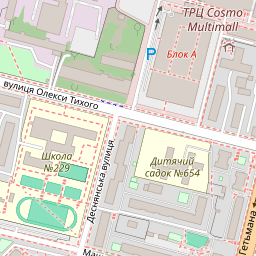 ТРЦ Cosmo
Multimall
Блок А
P
вулиця Олекси Тихого
Школа
№229
Дитячий
садок №654
Деснянська вулиця
Гетьмана